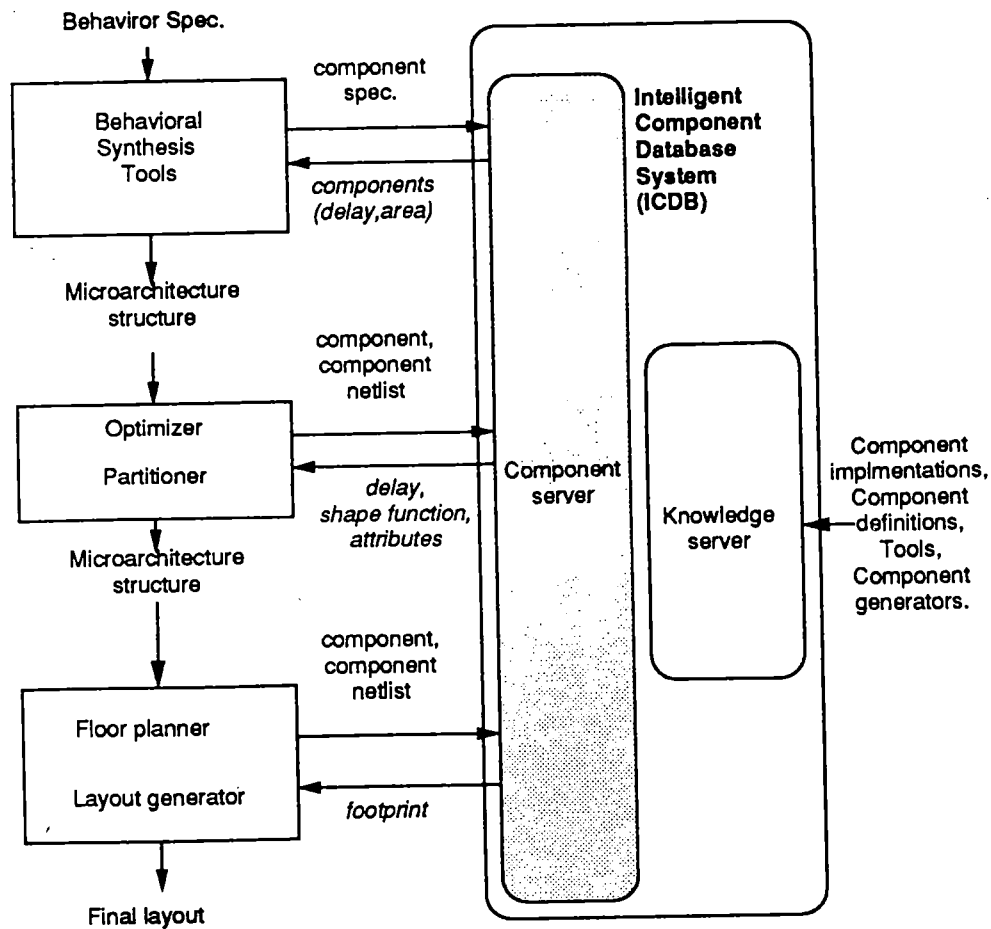 Behaviror Spec.
component
spec.
Behavioral
Synthesis
Tools
components
(delay,area)
Intelligent
Component
Database
System
(ICDB)
Microarchitecture
structure
component,
component
netlist
Optimizer
Partitioner
delay,
shape function,
attributes
Component
server
Knowledge
server
Component
implmentations,
Component
definitions,
Tools,
Component
generators.
Microarchitecture
structure
component,
component
netlist
Floor planner
Layout generator
footprint
Final layout